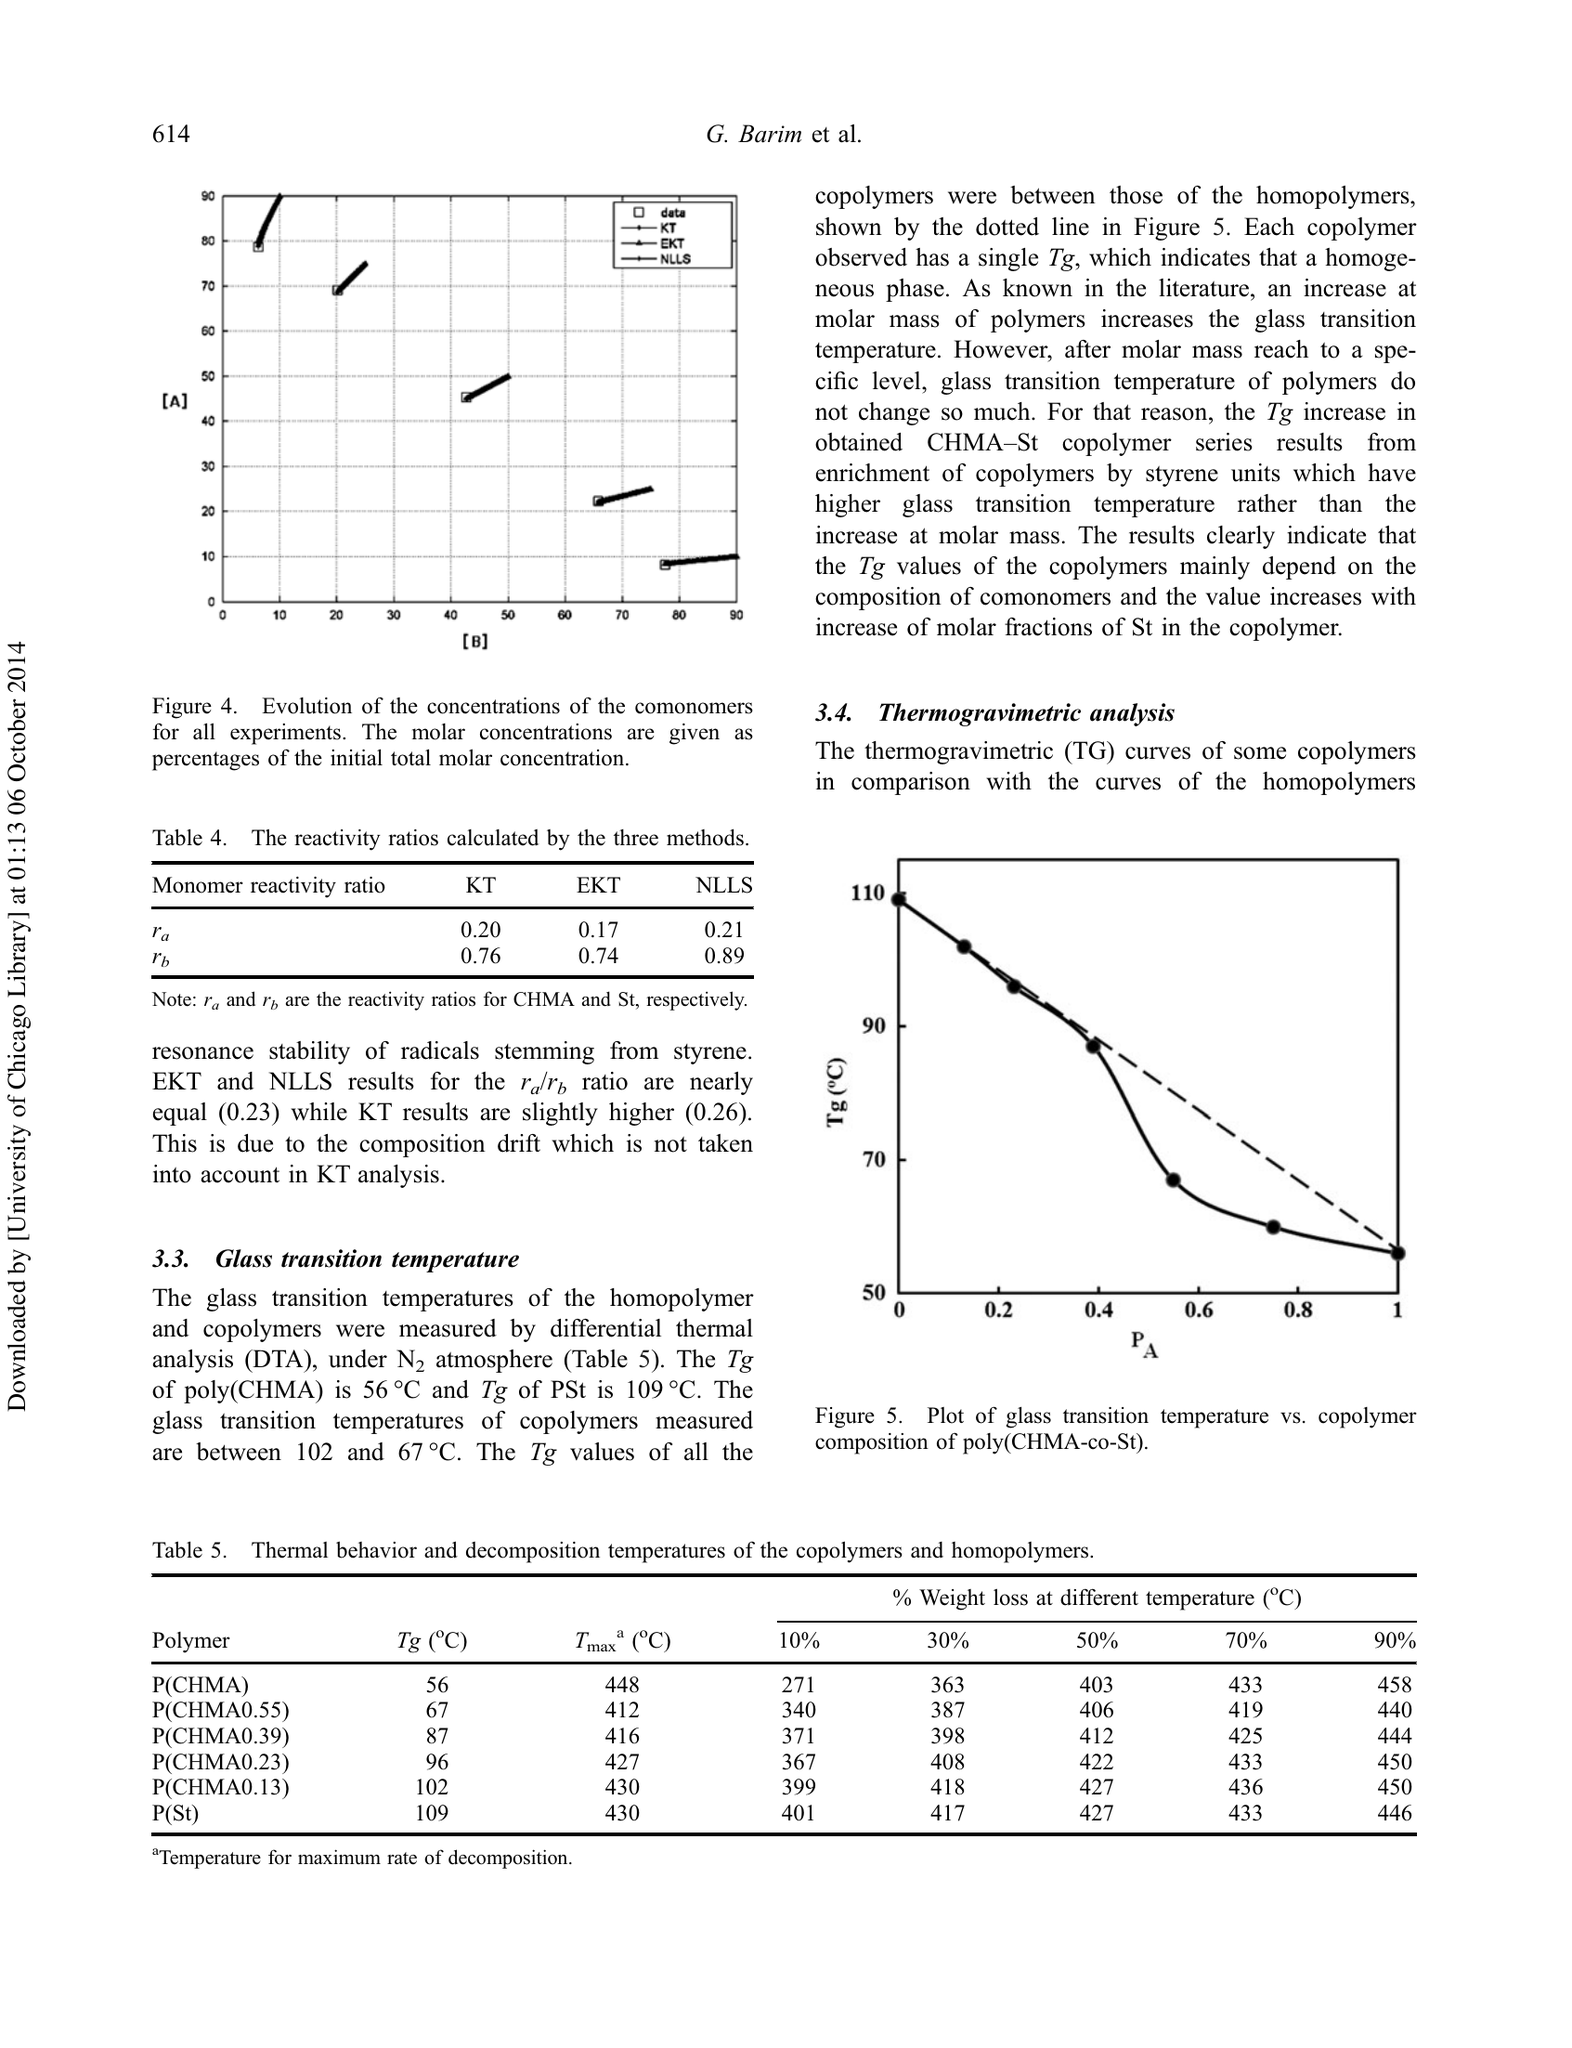 614
G. Barim et al.
90
80
70
60
50
40
30
20
10
0
[A]
data
KT
EKT
NLLS
0 10 20 30 40 50 60 70 80 90
[B]
Figure 4. Evolution of the concentrations of the comonomers
for all experiments. The molar concentrations are given as
percentages of the initial total molar concentration.
Table 4. The reactivity ratios calculated by the three methods.
Monomer reactivity ratio KT EKT NLLS
ra 0.20 0.17 0.21
rb 0.76 0.74 0.89
Note: ra and rb are the reactivity ratios for CHMA and St, respectively.
resonance stability of radicals stemming from styrene.
EKT and NLLS results for the ra/rb ratio are nearly
equal (0.23) while KT results are slightly higher (0.26).
This is due to the composition drift which is not taken
into account in KT analysis.
3.3. Glass transition temperature
The glass transition temperatures of the homopolymer
and copolymers were measured by differential thermal
analysis (DTA), under N2 atmosphere (Table 5). The Tg
of poly(CHMA) is 56 °C and Tg of PSt is 109 °C. The
glass transition temperatures of copolymers measured
are between 102 and 67 °C. The Tg values of all the
copolymers were between those of the homopolymers,
shown by the dotted line in Figure 5. Each copolymer
observed has a single Tg, which indicates that a homoge-
neous phase. As known in the literature, an increase at
molar mass of polymers increases the glass transition
temperature. However, after molar mass reach to a spe-
cific level, glass transition temperature of polymers do
not change so much. For that reason, the Tg increase in
obtained CHMA–St copolymer series results from
enrichment of copolymers by styrene units which have
higher glass transition temperature rather than the
increase at molar mass. The results clearly indicate that
the Tg values of the copolymers mainly depend on the
composition of comonomers and the value increases with
increase of molar fractions of St in the copolymer.
3.4. Thermogravimetric analysis
The thermogravimetric (TG) curves of some copolymers
in comparison with the curves of the homopolymers
110
90
70
50
Tg (°C)
0 0.2 0.4 0.6 0.8 1
PA
Figure 5. Plot of glass transition temperature vs. copolymer
composition of poly(CHMA-co-St).
Table 5. Thermal behavior and decomposition temperatures of the copolymers and homopolymers.
% Weight loss at different temperature (°C)
Polymer Tg (°C) Tmaxa (°C) 10% 30% 50% 70% 90%
P(CHMA) 56 448 271 363 403 433 458
P(CHMA0.55) 67 412 340 387 406 419 440
P(CHMA0.39) 87 416 371 398 412 425 444
P(CHMA0.23) 96 427 367 408 422 433 450
P(CHMA0.13) 102 430 399 418 427 436 450
P(St) 109 430 401 417 427 433 446
aTemperature for maximum rate of decomposition.
Downloaded by [University of Chicago Library] at 01:13 06 October 2014